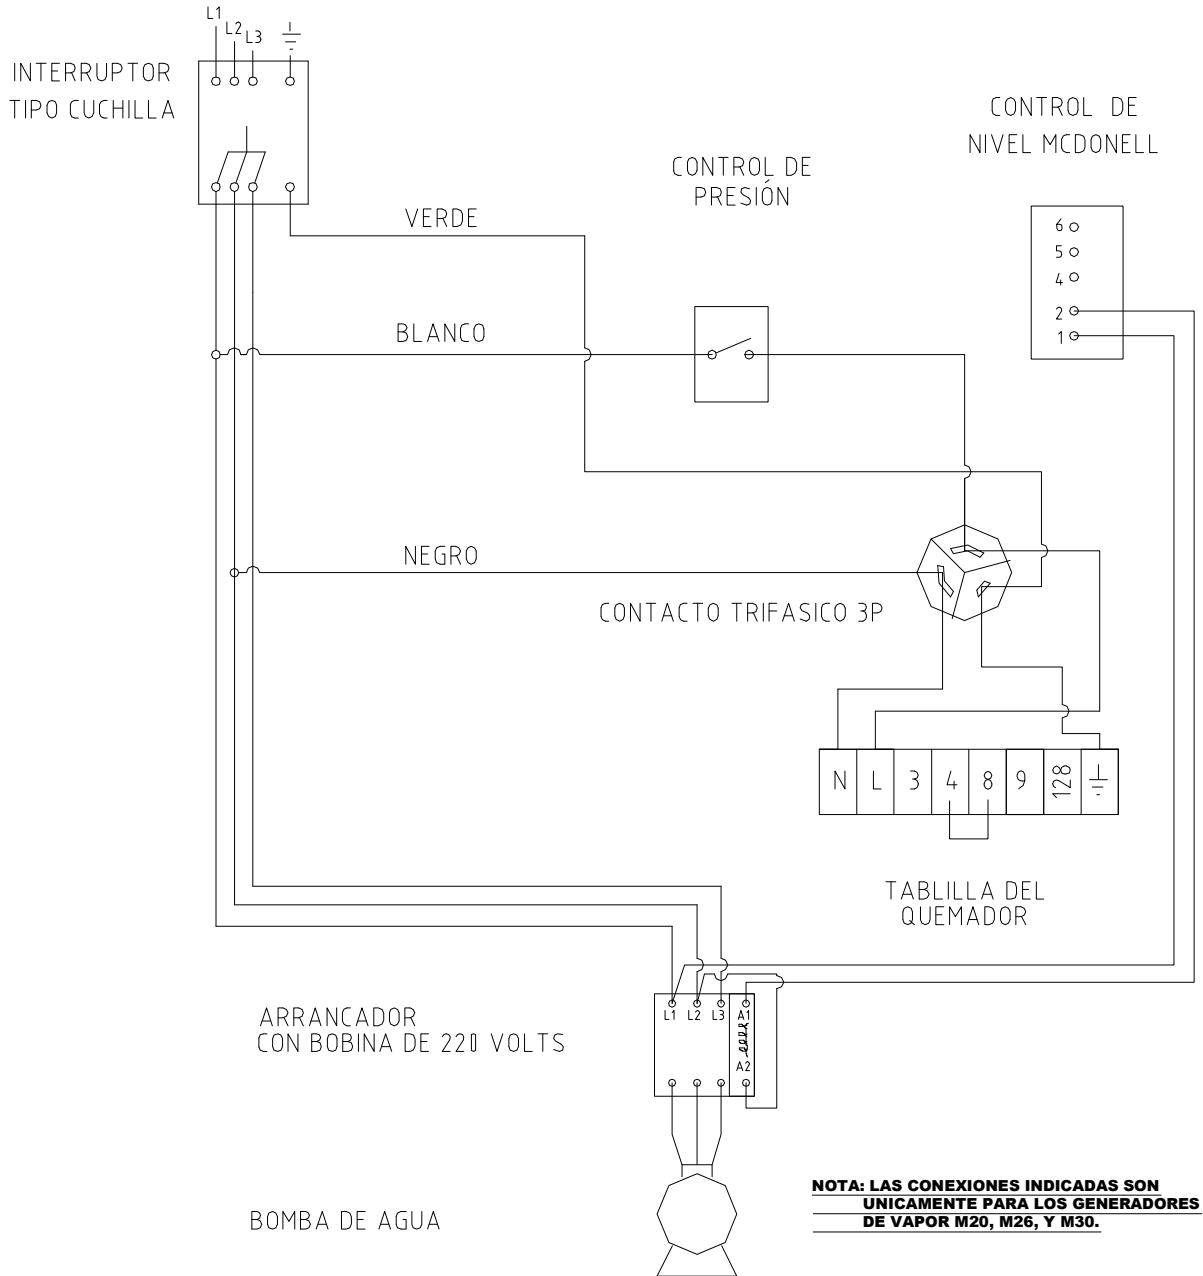 L1
L2
L3
INTERRUPTOR
TIPO CUCHILLA
CONTROL DE
NIVEL MCDONELL
CONTROL DE
PRESIÓN
VERDE
6
5
4
2
1
BLANCO
NEGRO
CONTACTO TRIFASICO 3P
N L 3 4 8 9 128
TABLILLA DEL
QUEMADOR
ARRANCADOR
CON BOBINA DE 220 VOLTS
L1 L2 L3 A1
A2
BOMBA DE AGUA
NOTA: LAS CONEXIONES INDICADAS SON
UNICAMENTE PARA LOS GENERADORES
DE VAPOR M20, M26, Y M30.